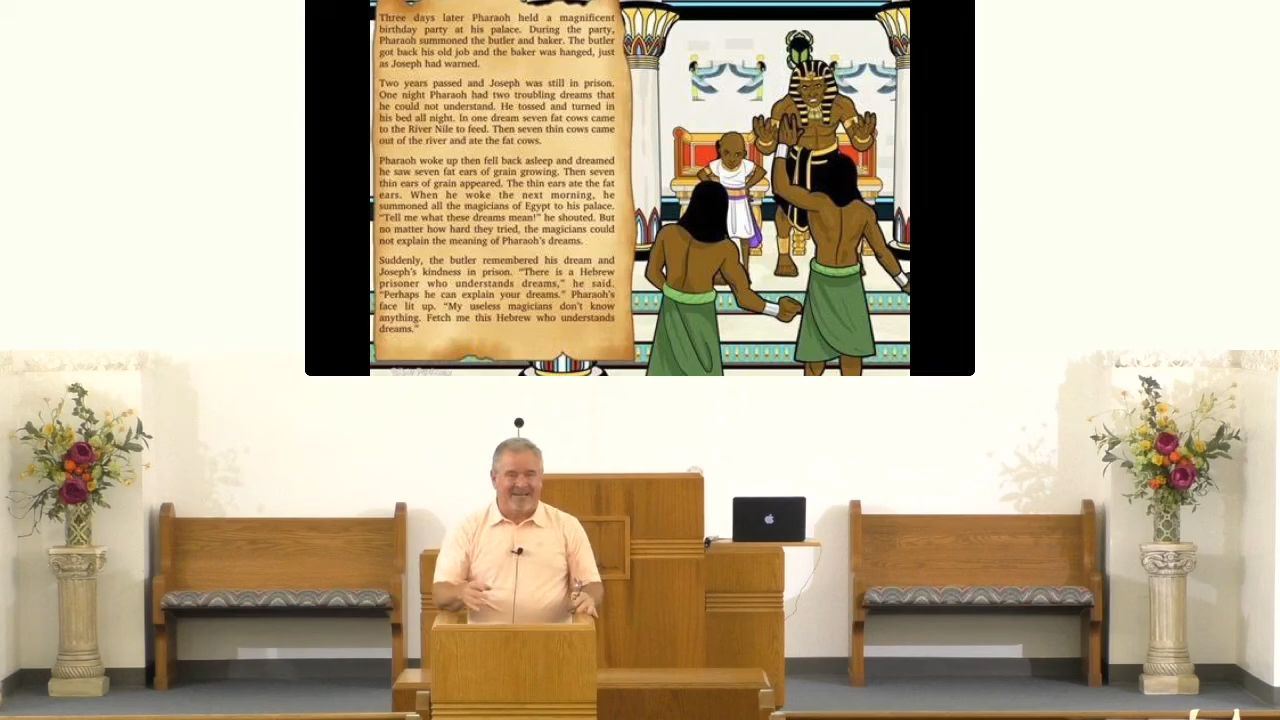 Three days later Pharaoh held a magnificent
birthday party at his palace. During the party,
Pharaoh summoned the butler and baker. The butler
got back his old job and the baker was hanged, just
as Joseph had warned.
Two years passed and Joseph was still in prison.
One night Pharaoh had two troubling dreams that
he could not understand. He tossed and turned in
his bed all night. In one dream seven fat cows came
to the River Nile to feed. Then seven thin cows came
out of the river and ate the fat cows.
Pharaoh woke up then fell back asleep and dreamed
he saw seven fat ears of grain growing. Then seven
thin ears of grain appeared. The thin ears ate the fat
ears. When he woke the next morning, he
summoned all the magicians of Egypt to his palace.
“Tell me what these dreams mean!” he shouted. But
no matter how hard they tried, the magicians could
not explain the meaning of Pharaoh’s dreams.
Suddenly, the butler remembered his dream and
Joseph’s kindness in prison. “There is a Hebrew
prisoner who understands dreams,” he said.
“Perhaps he can explain your dreams.” Pharaoh’s
face lit up. “My useless magicians don’t know
anything. Fetch me this Hebrew who understands
dreams.”